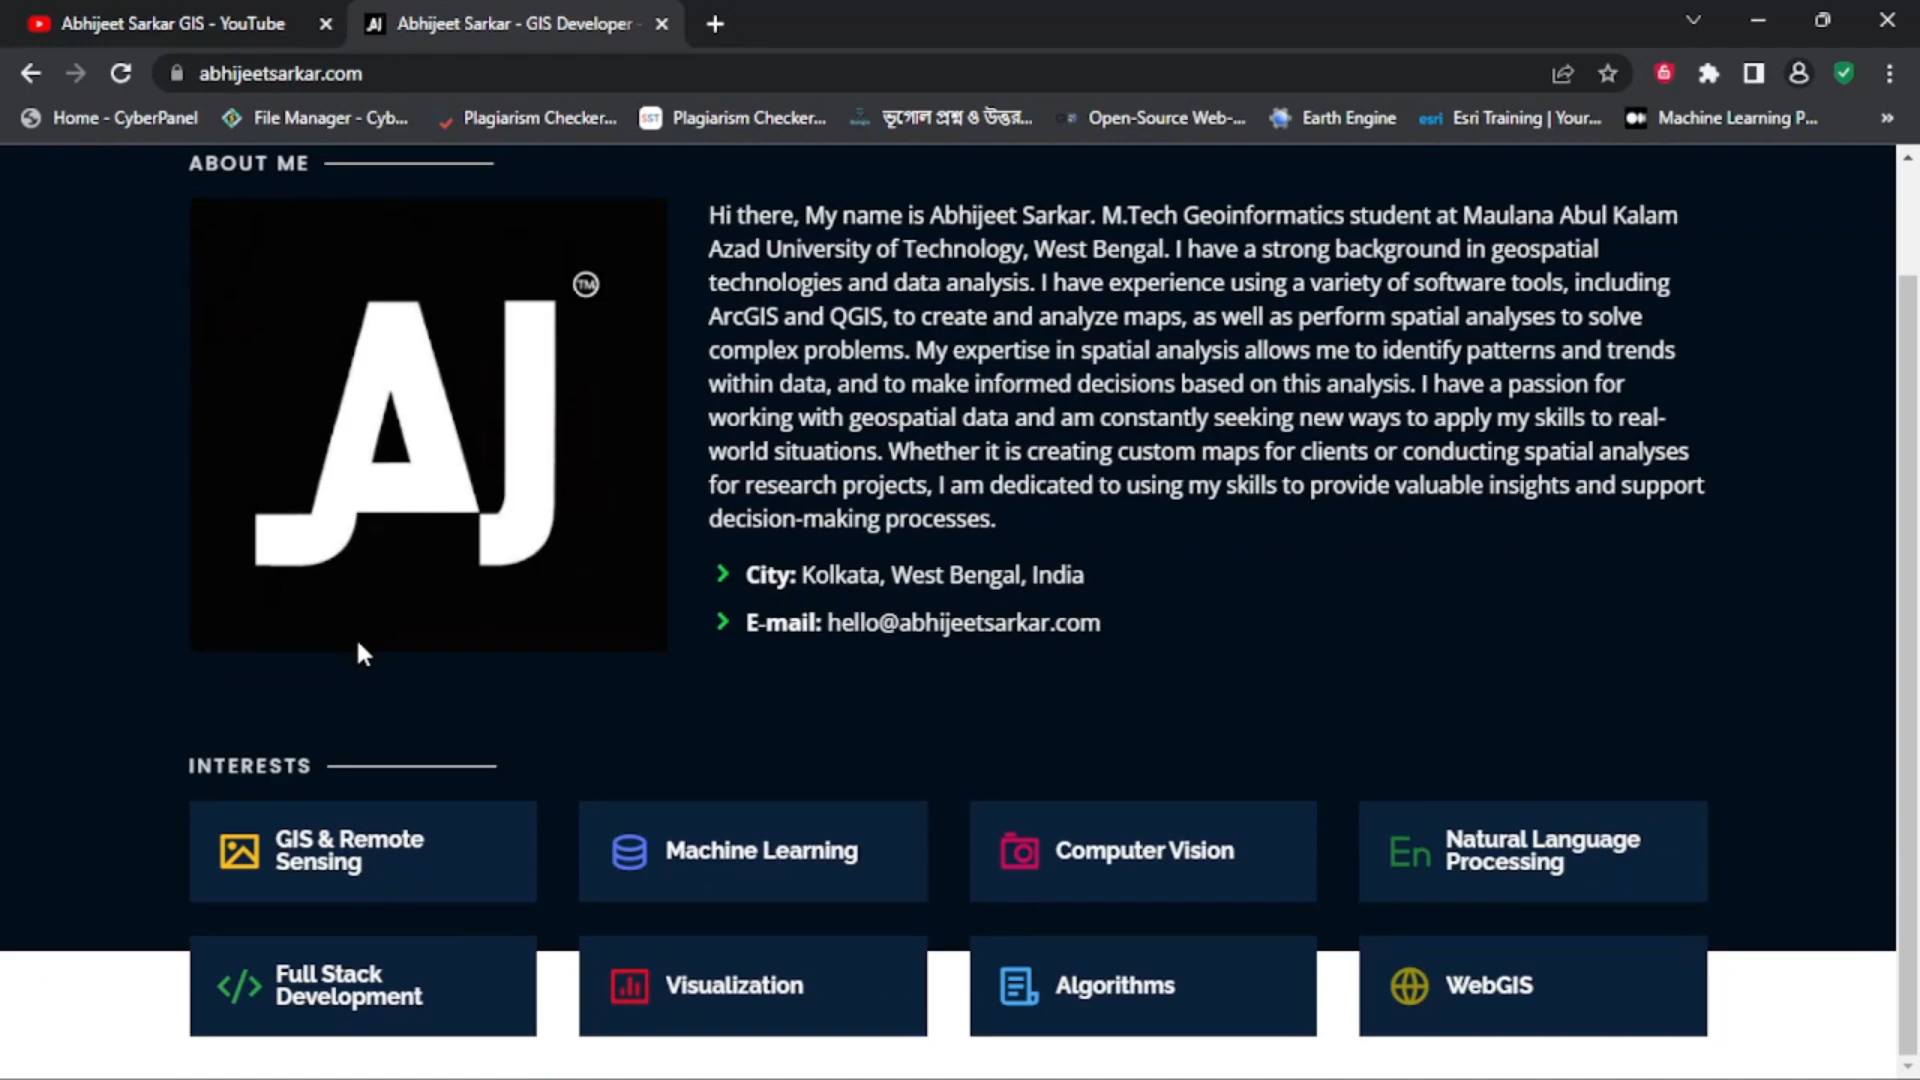 Abhijeet Sarkar GIS - YouTube
Abhijeet Sarkar - GIS Developer
abhijeetsarkar.com
Home - CyberPanel
File Manager - Cyb...
Plagiarism Checker...
SST
Plagiarism Checker...
ভূগোল প্রশ্ন ও উত্তর...
Open-Source Web-...
Earth Engine
esri
Esri Training | Your...
Machine Learning P...
ABOUT ME
AJ
TM
Hi there, My name is Abhijeet Sarkar. M.Tech Geoinformatics student at Maulana Abul Kalam
Azad University of Technology, West Bengal. I have a strong background in geospatial
technologies and data analysis. I have experience using a variety of software tools, including
ArcGIS and QGIS, to create and analyze maps, as well as perform spatial analyses to solve
complex problems. My expertise in spatial analysis allows me to identify patterns and trends
within data, and to make informed decisions based on this analysis. I have a passion for
working with geospatial data and am constantly seeking new ways to apply my skills to real-
world situations. Whether it is creating custom maps for clients or conducting spatial analyses
for research projects, I am dedicated to using my skills to provide valuable insights and support
decision-making processes.
City: Kolkata, West Bengal, India
E-mail: hello@abhijeetsarkar.com
INTERESTS
GIS & Remote
Sensing
Machine Learning
Computer Vision
En
Natural Language
Processing
Full Stack
Development
Visualization
Algorithms
WebGIS